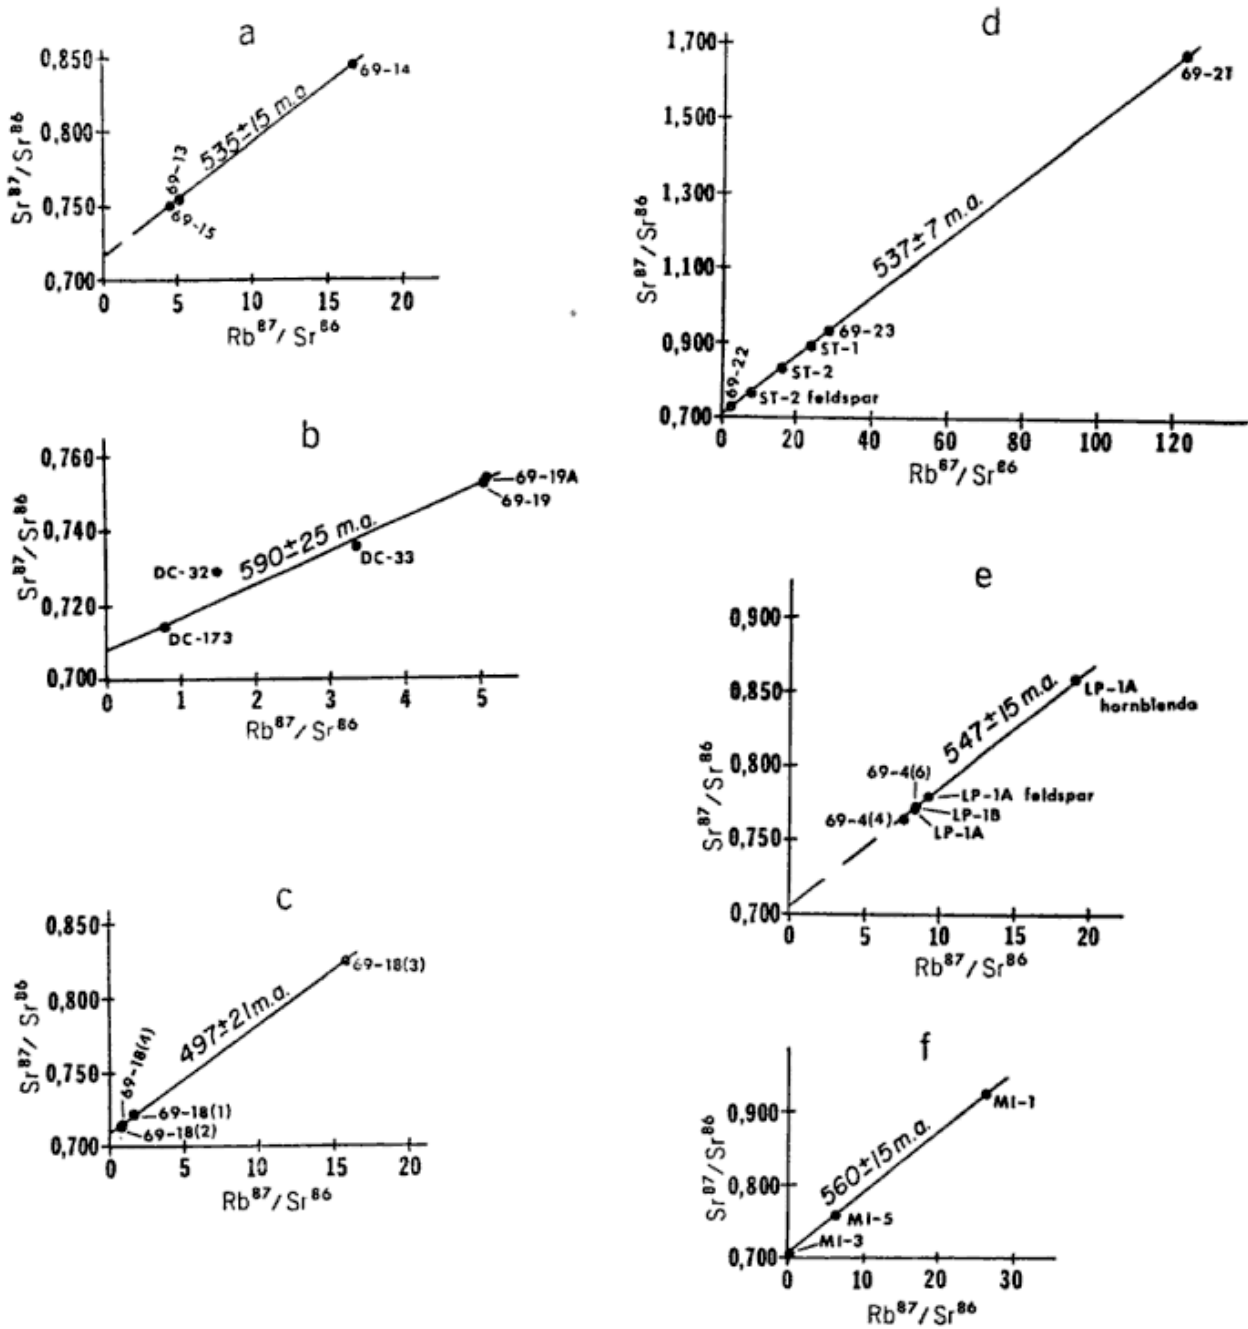 a
0,850
0,800
0,750
0,700
Sr87/Sr86
535±15 m.a
69-14
69-13
69-15
0 5 10 15 20
Rb87/Sr86
b
0,760
0,740
0,720
0,700
Sr87/Sr86
590±25 m.a.
69-19A
69-19
DC-33
DC-32
DC-173
0 1 2 3 4 5
Rb87/Sr86
c
0,850
0,800
0,750
0,700
Sr87/Sr86
497±21m.a.
69-18(3)
69-18(4)
69-18(1)
69-18(2)
0 5 10 15 20
Rb87/Sr86
d
1,700
1,500
1,300
1,100
0,900
0,700
Sr87/Sr86
537±7 m.a.
69-21
69-23
ST-1
ST-2
ST-2 feldspar
69-22
0 20 40 60 80 100 120
Rb87/Sr86
e
0,900
0,850
0,800
0,750
0,700
Sr87/Sr86
547±15 m.a.
LP-1A
hornblenda
69-4(6)
LP-1A feldspar
LP-1B
LP-1A
69-4(4)
0 5 10 15 20
Rb87/Sr86
f
0,900
0,800
0,700
Sr87/Sr86
560±15 m.a.
MI-1
MI-5
MI-3
0 10 20 30
Rb87/Sr86